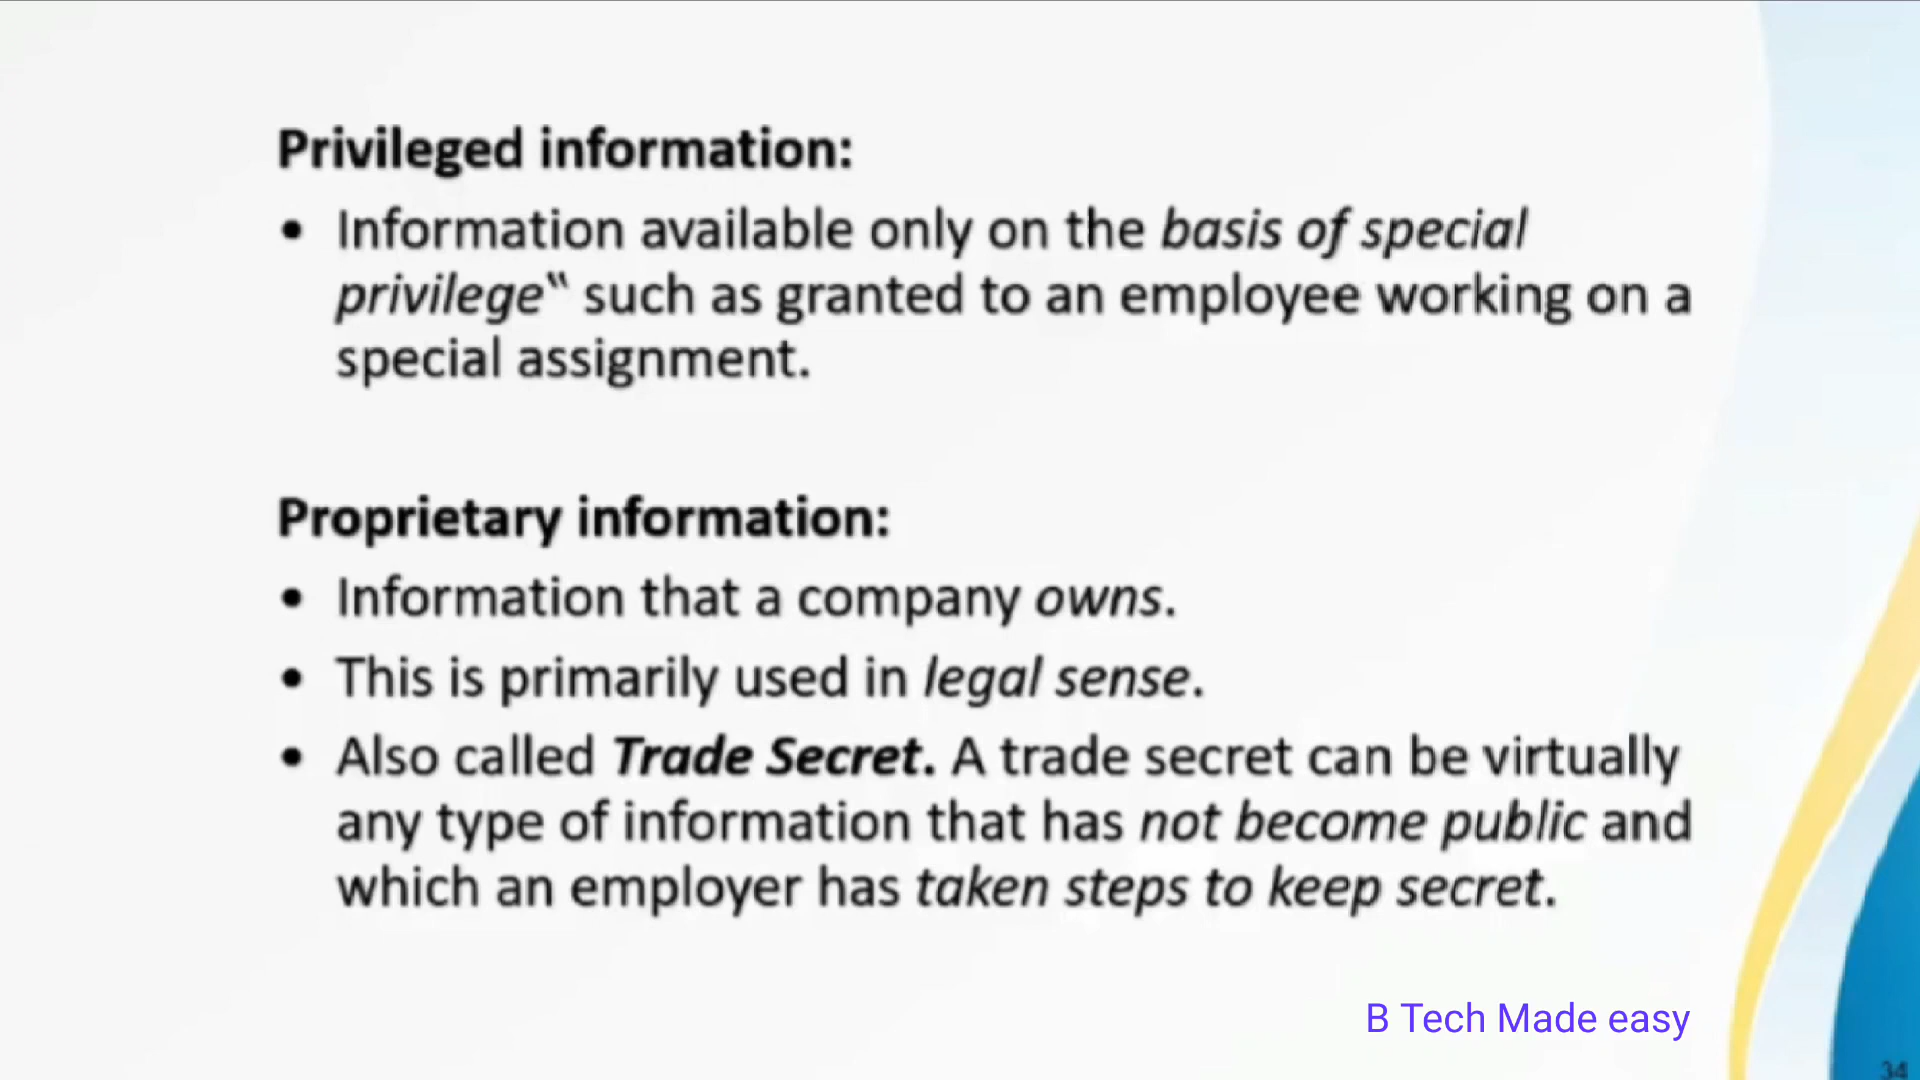 Privileged information:
• Information available only on the basis of special
privilege‟ such as granted to an employee working on a
special assignment.
Proprietary information:
• Information that a company owns.
• This is primarily used in legal sense.
• Also called Trade Secret. A trade secret can be virtually
any type of information that has not become public and
which an employer has taken steps to keep secret.
B Tech Made easy
34